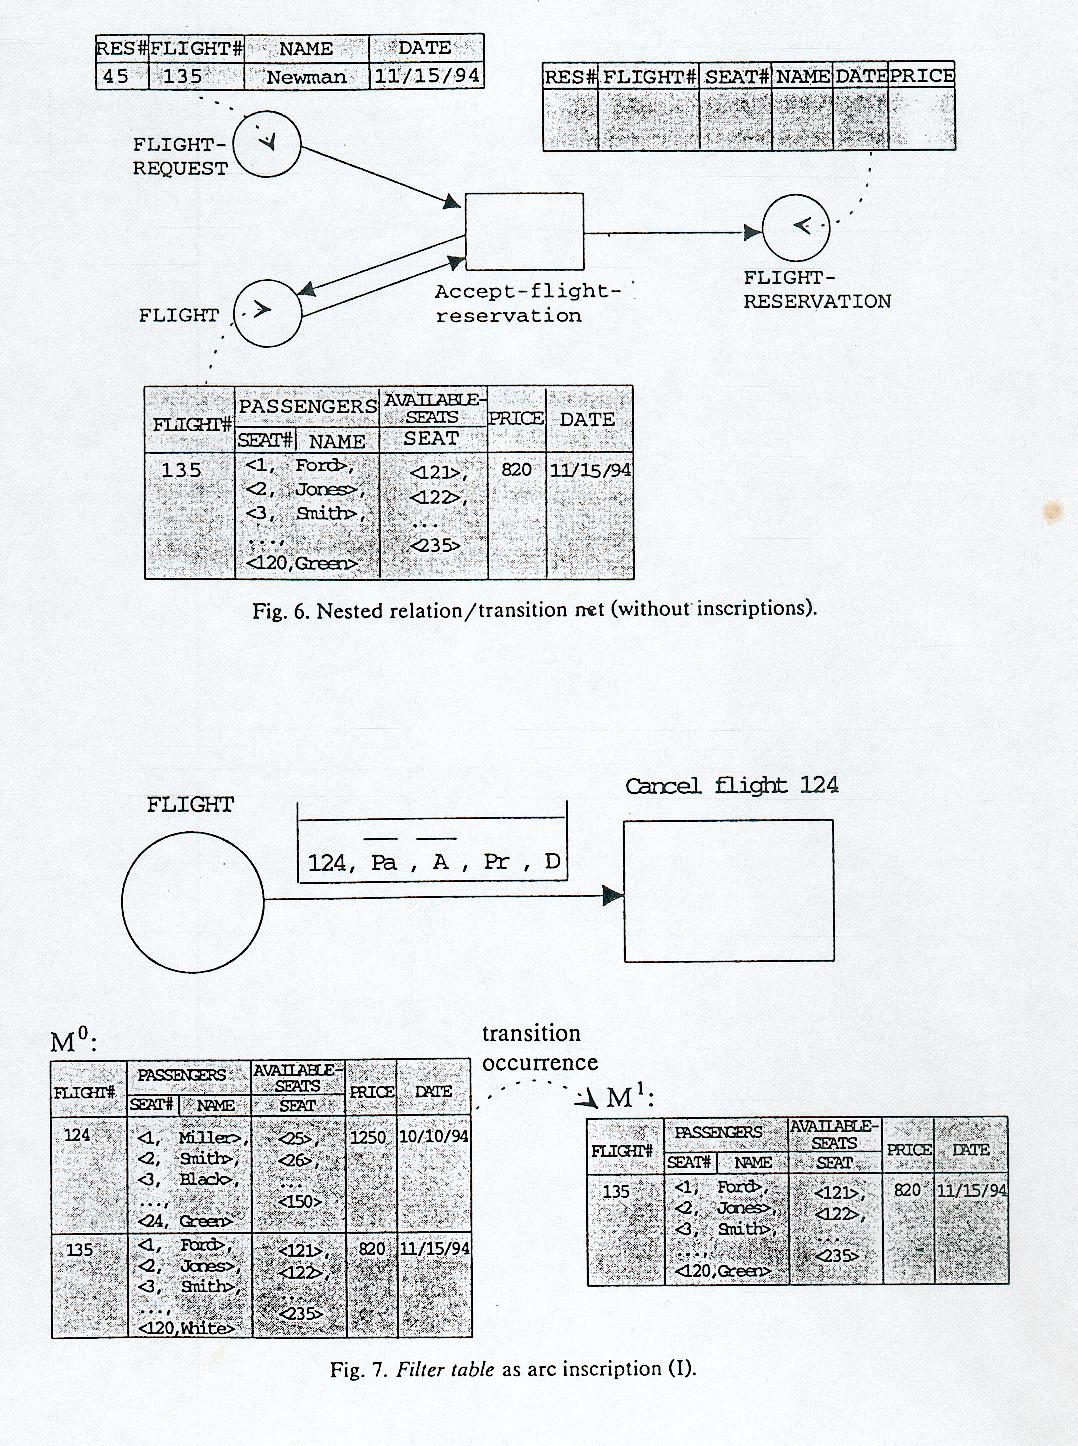 RES# FLIGHT# NAME DATE
45 135 Newman 11/15/94
RES# FLIGHT# SEAT# NAME DATE PRICE
FLIGHT-
REQUEST
Accept-flight-
reservation
FLIGHT-
RESERVATION
FLIGHT
FLIGHT# PASSENGERS AVAILABLE-SEATS PRICE DATE
SEAT# NAME SEAT
135 <1, Ford>, <121>, 820 11/15/94
<2, Jones>, <122>,
<3, Smith>, ...
..., <235>
<120,Green>
Fig. 6. Nested relation/transition net (without inscriptions).
Cancel flight 124
FLIGHT
124, Pa , A , Pr , D
M0:
transition
occurrence
FLIGHT# PASSENGERS AVAILABLE-SEATS PRICE DATE
SEAT# NAME SEAT
124 <1, Miller>, <25>, 1250 10/10/94
<2, Smith>, <26>,
<3, Black>, ...
..., <150>
<24, Green>
135 <1, Ford>, <121>, 820 11/15/94
<2, Jones>, <122>,
<3, Smith>, ...
..., <235>
<120,White>
M1:
FLIGHT# PASSENGERS AVAILABLE-SEATS PRICE DATE
SEAT# NAME SEAT
135 <1, Ford>, <121>, 820 11/15/94
<2, Jones>, <122>,
<3, Smith>, ...
...., <235>
<120,Green>
Fig. 7. Filter table as arc inscription (I).